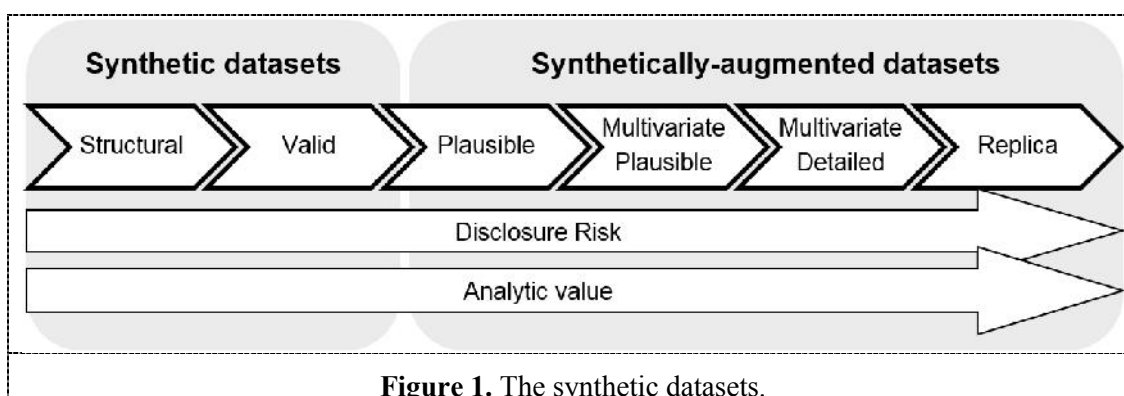 Synthetic datasets
Synthetically-augmented datasets
Structural
Valid
Plausible
Multivariate
Plausible
Multivariate
Detailed
Replica
Disclosure Risk
Analytic value
Figure 1. The synthetic datasets.